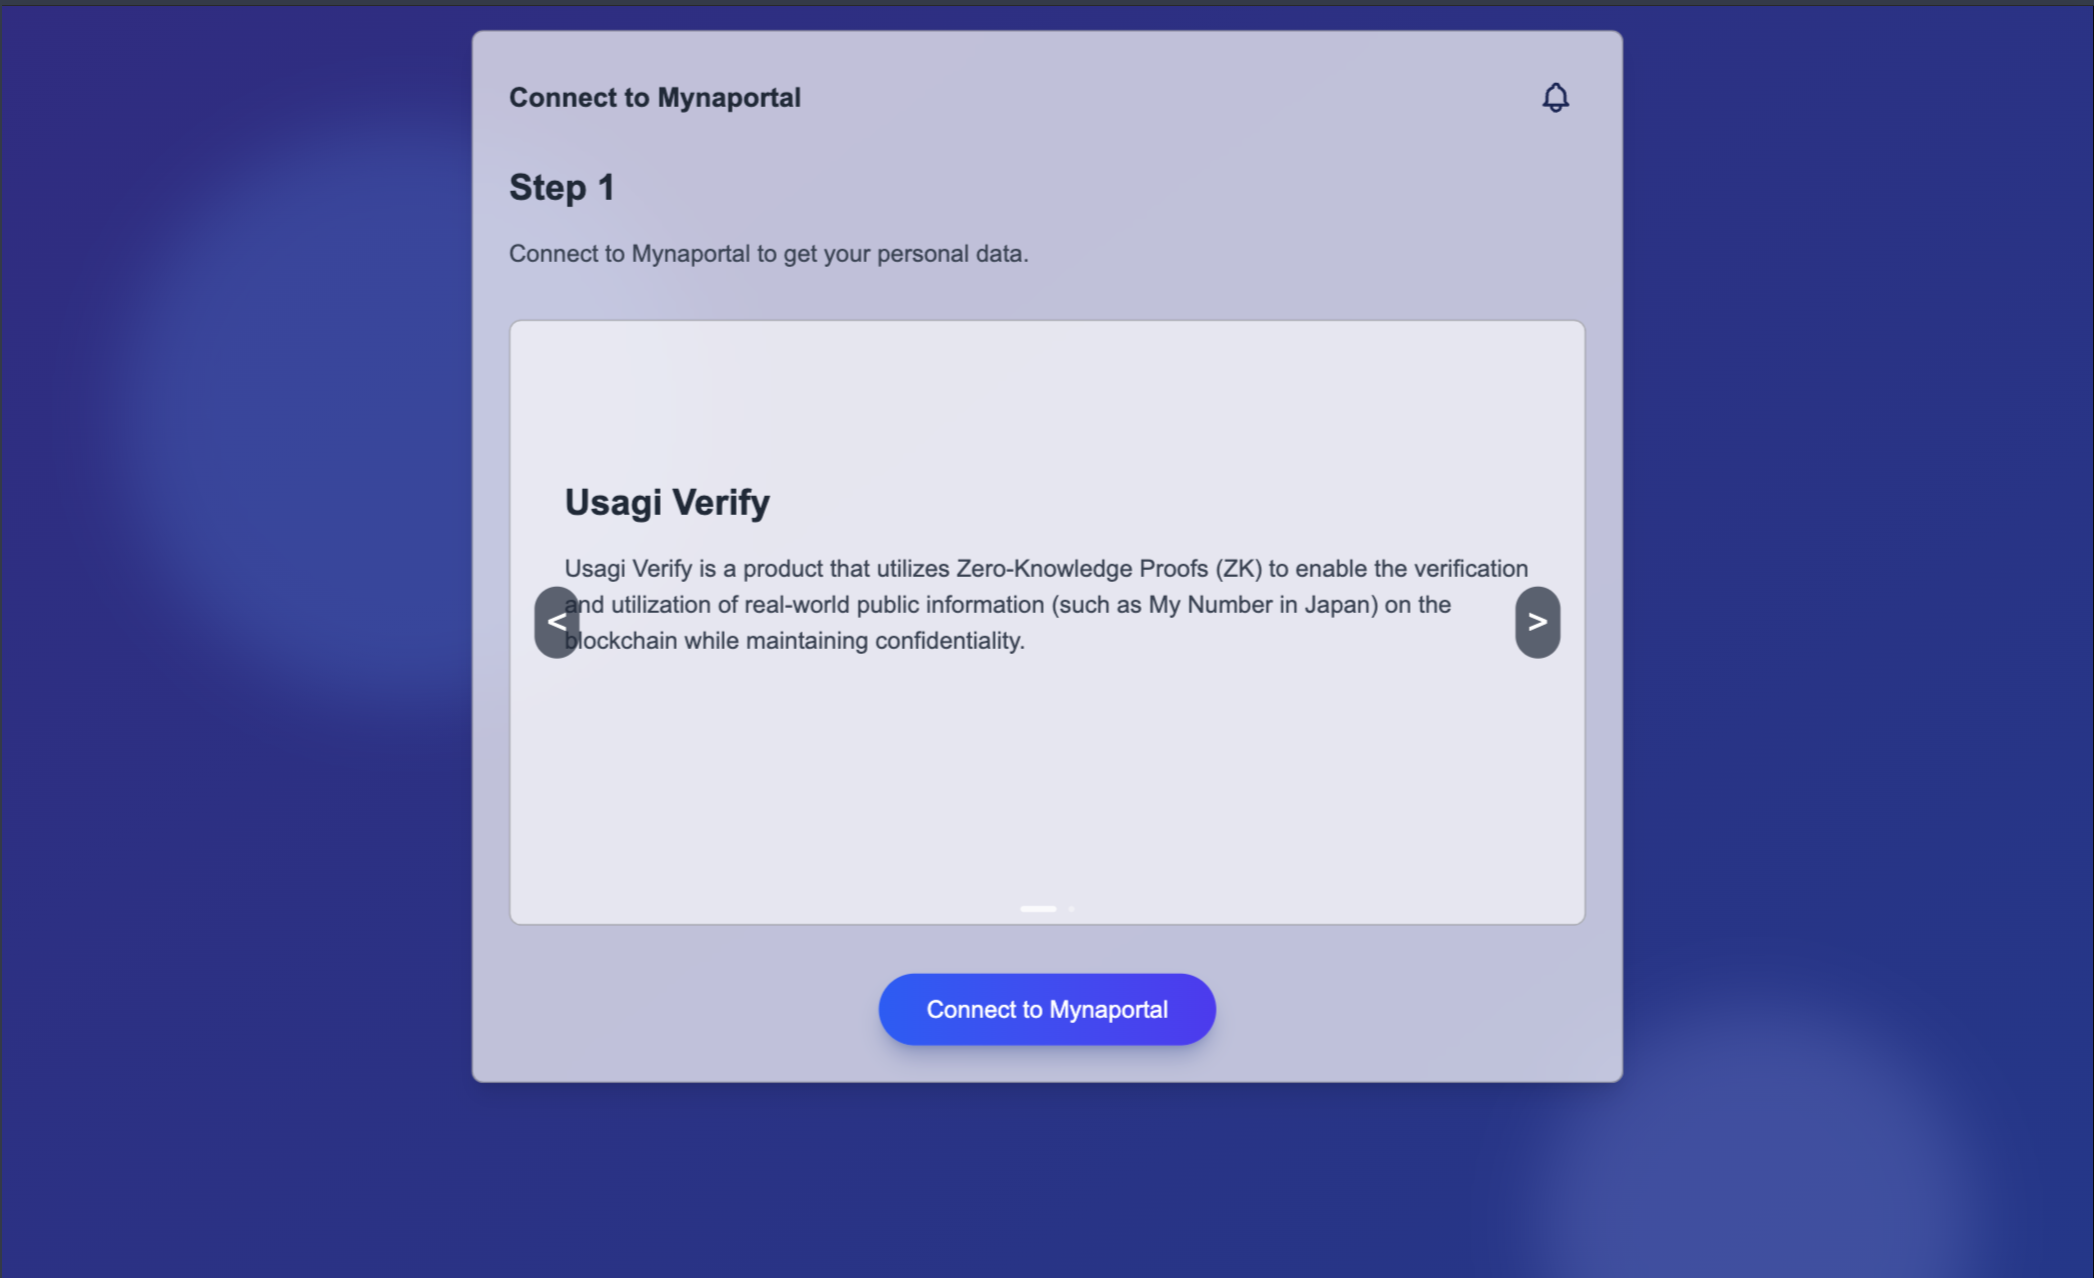 Connect to Mynaportal
Step 1
Connect to Mynaportal to get your personal data.
Usagi Verify
Usagi Verify is a product that utilizes Zero-Knowledge Proofs (ZK) to enable the verification
and utilization of real-world public information (such as My Number in Japan) on the
blockchain while maintaining confidentiality.
<
>
Connect to Mynaportal